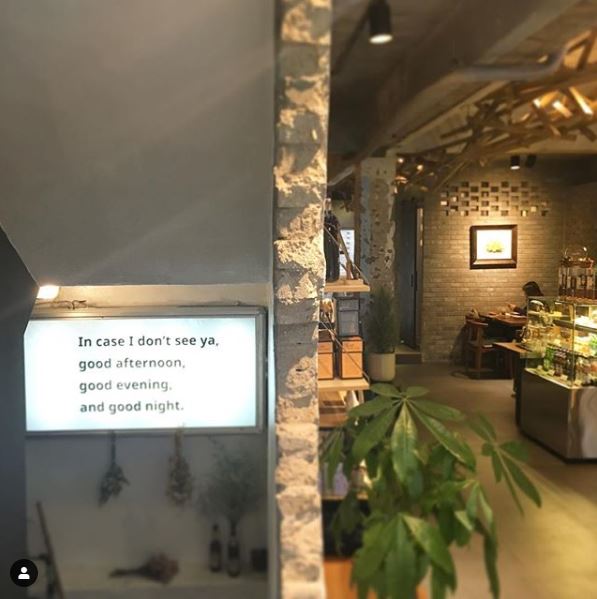 In case I don't see ya,
good afternoon,
good evening,
and good night.